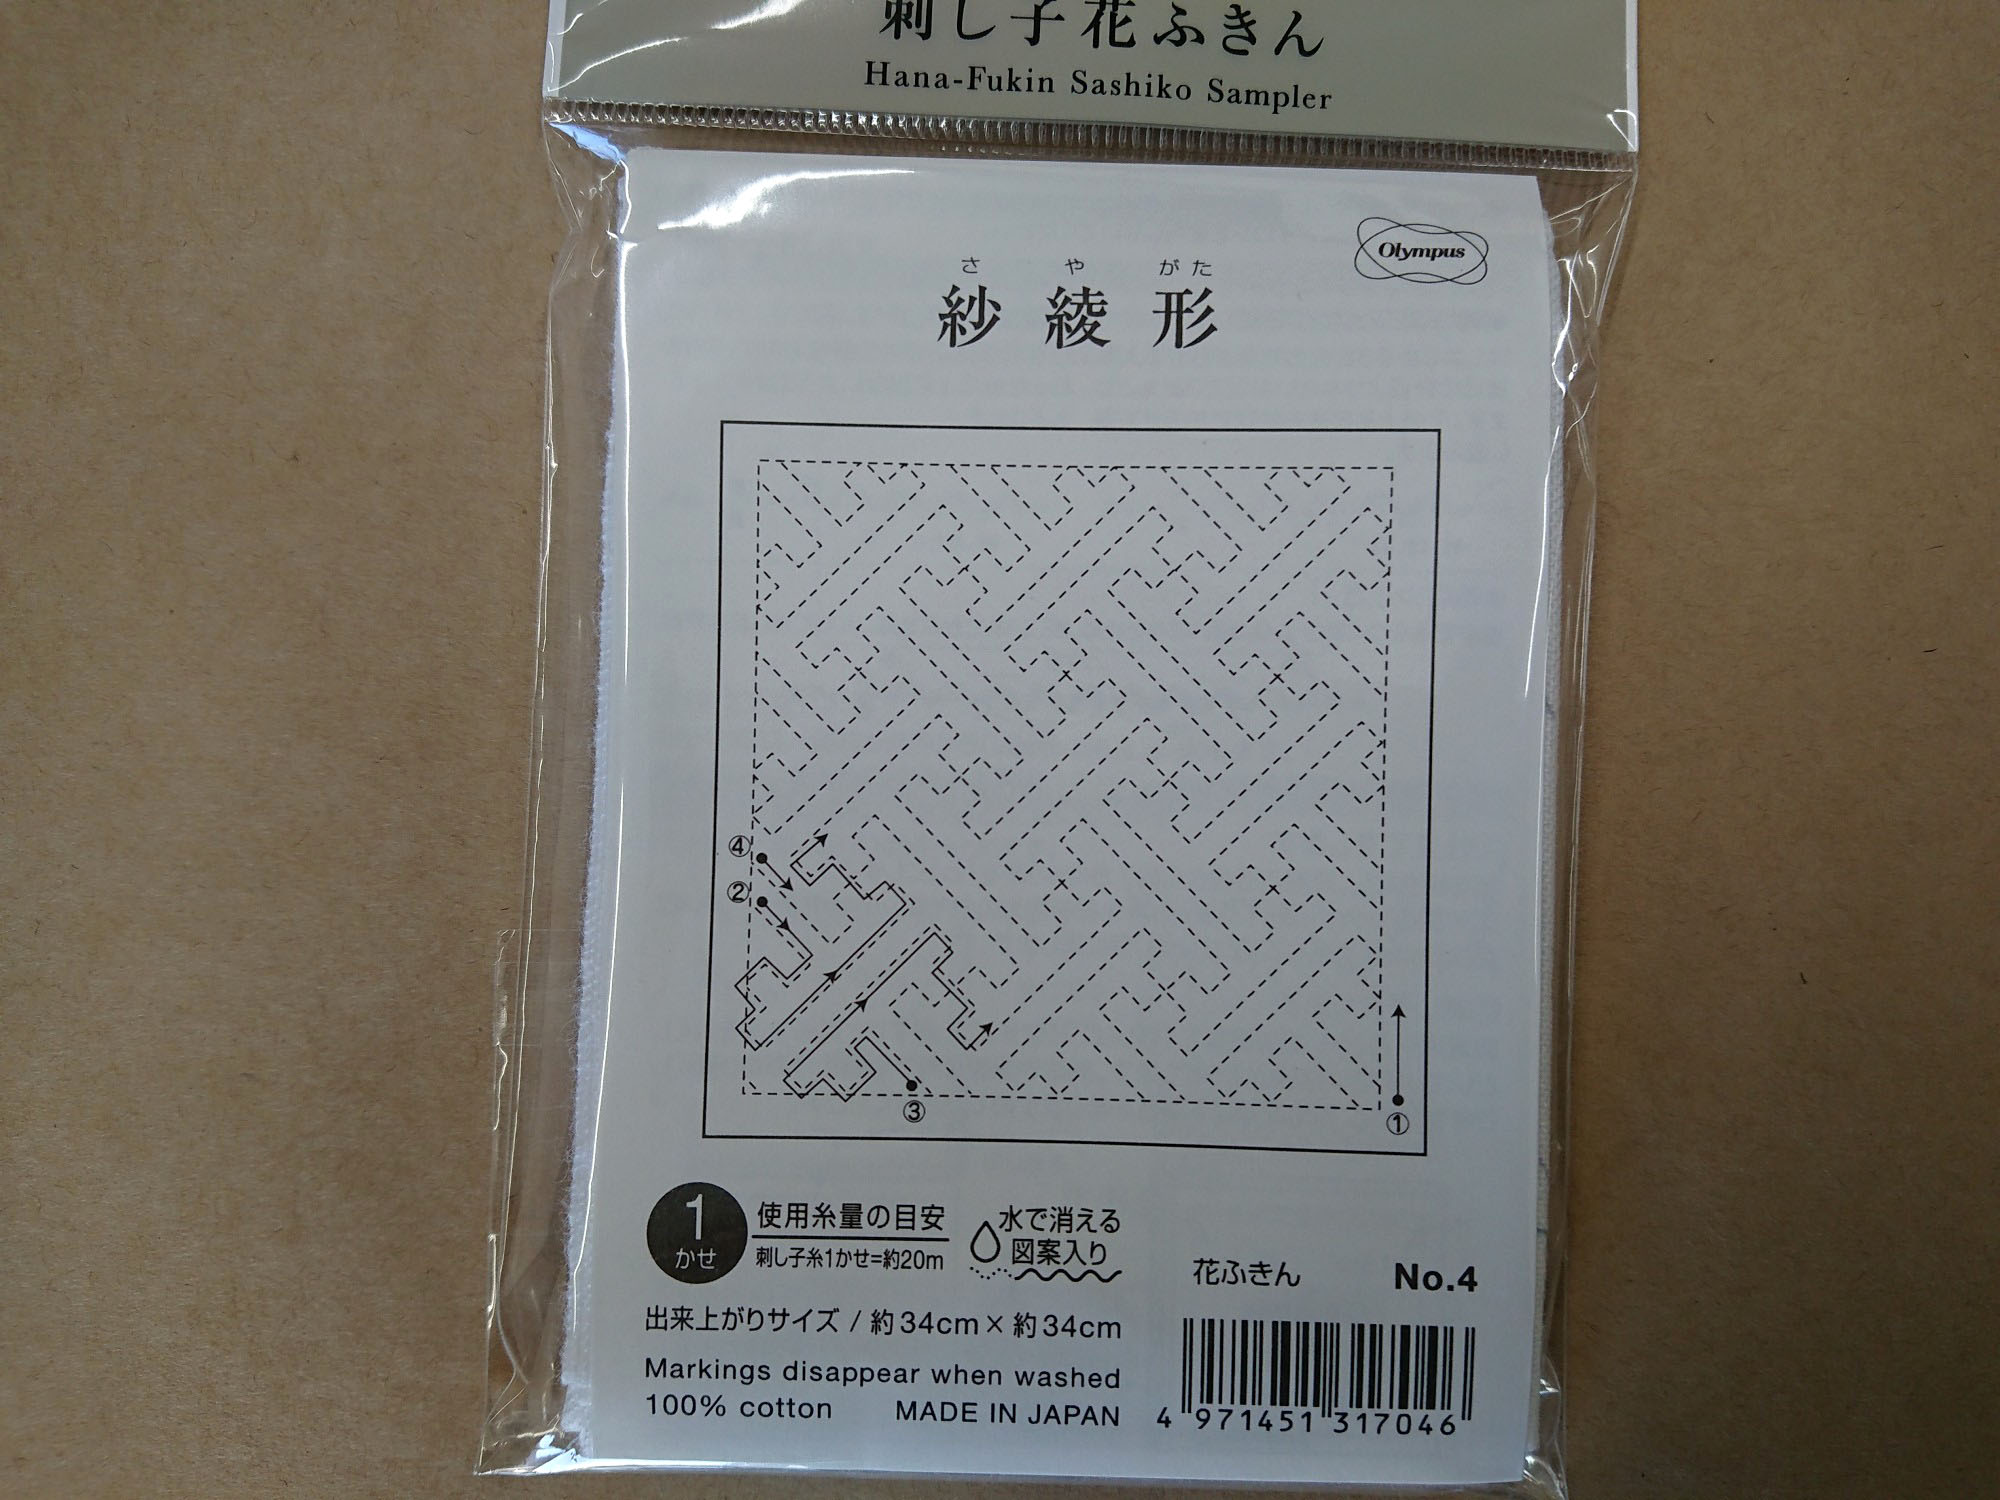 刺し子花ふきん
Hana-Fukin Sashiko Sampler
Olympus
さ や がた
紗綾形
④
②
③
①
1
かせ
使用糸量の目安
刺し子糸1かせ=約20m
水で消える
図案入り
花ふきん No.4
出来上がりサイズ / 約34cm×約34cm
Markings disappear when washed
100% cotton MADE IN JAPAN
4 971451 317046